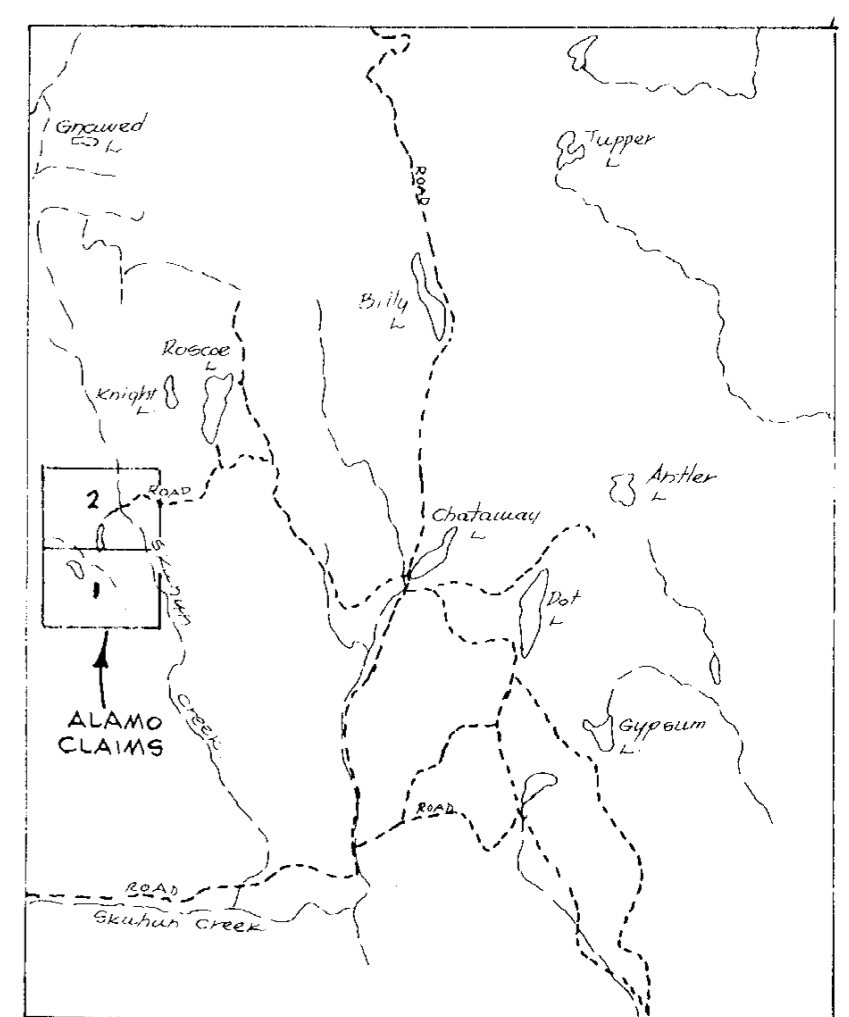 Gnawed
L
Tupper
L
ROAD
Billy
L
Roscoe
L
Knight
L.
2
ROAD
Antler
L
Chataway
L
Skuhun
1
Dot
L
ALAMO
CLAIMS
Creek
Gypsum
L.
ROAD
ROAD
Skuhun Creek